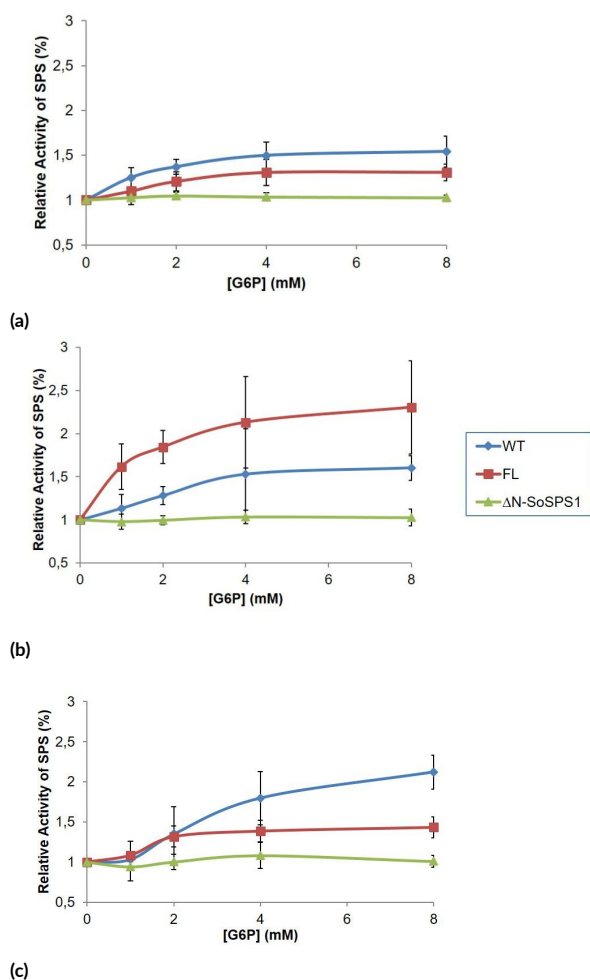 3
2,5
2
1,5
1
0,5
Relative Activity of SPS (%)
0 2 4 6 8
[G6P] (mM)
(a)
3
2,5
2
1,5
1
0,5
Relative Activity of SPS (%)
0 2 4 6 8
[G6P] (mM)
WT
FL
ΔN-SoSPS1
(b)
3
2,5
2
1,5
1
0,5
Relative Activity of SPS (%)
0 2 4 6 8
[G6P] (mM)
(c)